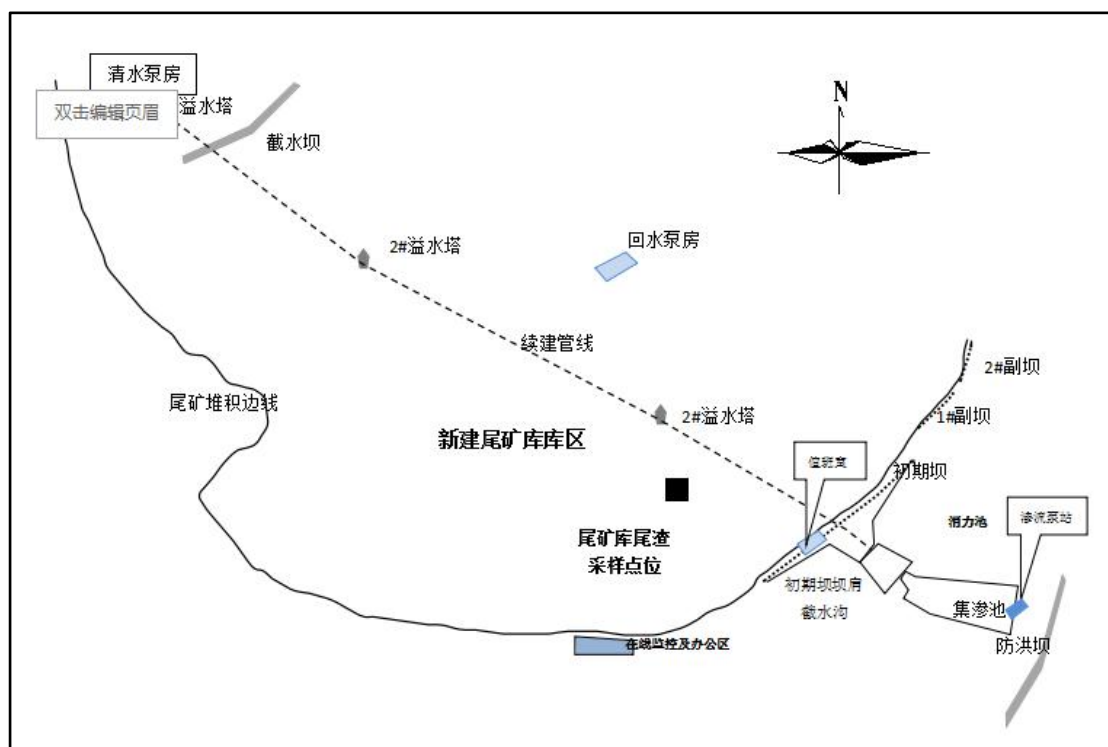 清水泵房
双击编辑页眉
溢水塔
截水坝
N
2#溢水塔
回水泵房
续建管线
2#副坝
尾矿堆积边线
1#副坝
2#溢水塔
新建尾矿库库区
值班室
初期坝
消力池
渗流泵站
尾矿库尾渣
采样点位
初期坝坝肩
截水沟
集渗池
防洪坝
在线监控及办公区